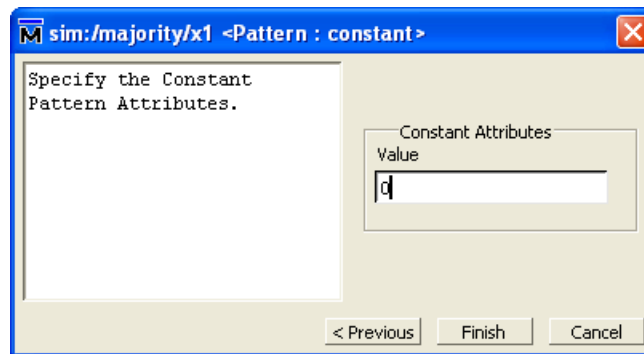 sim:/majority/x1 <Pattern : constant>
Specify the Constant
Pattern Attributes.
Constant Attributes
Value
0
< Previous
Finish
Cancel